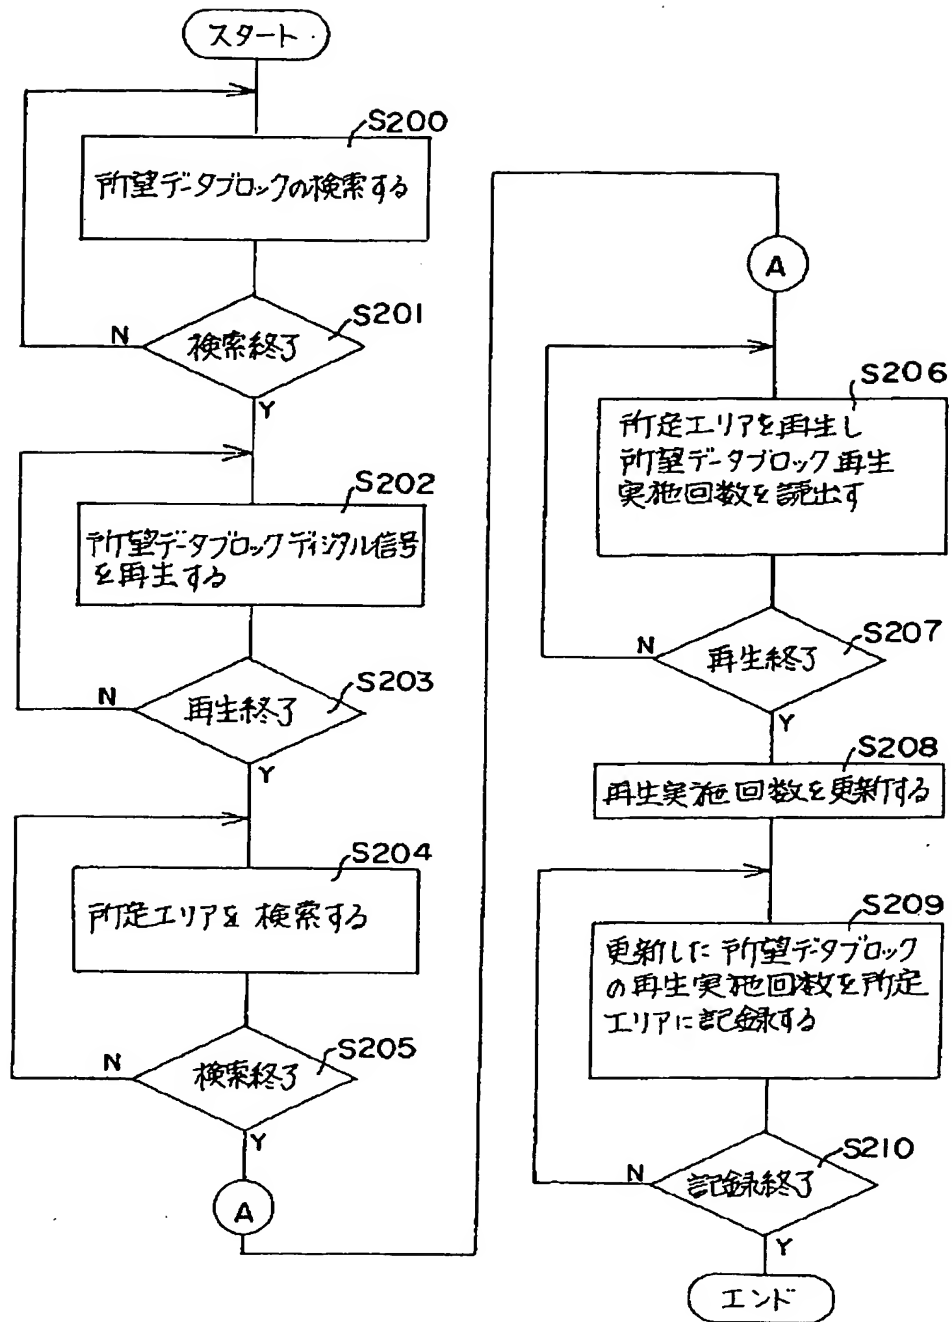 スタート
S200
所望データブロックの検索する
S201
検索終了
N
Y
S202
所望データブロックディジタル信号
を再生する
S203
再生終了
N
Y
S204
所定エリアを検索する
S205
検索終了
N
Y
A
A
S206
所定エリアを再生し
所望データブロック再生
実施回数を読出す
S207
再生終了
N
Y
S208
再生実施回数を更新する
S209
更新した所望データブロック
の再生実施回数を所定
エリアに記録する
S210
記録終了
N
Y
エンド